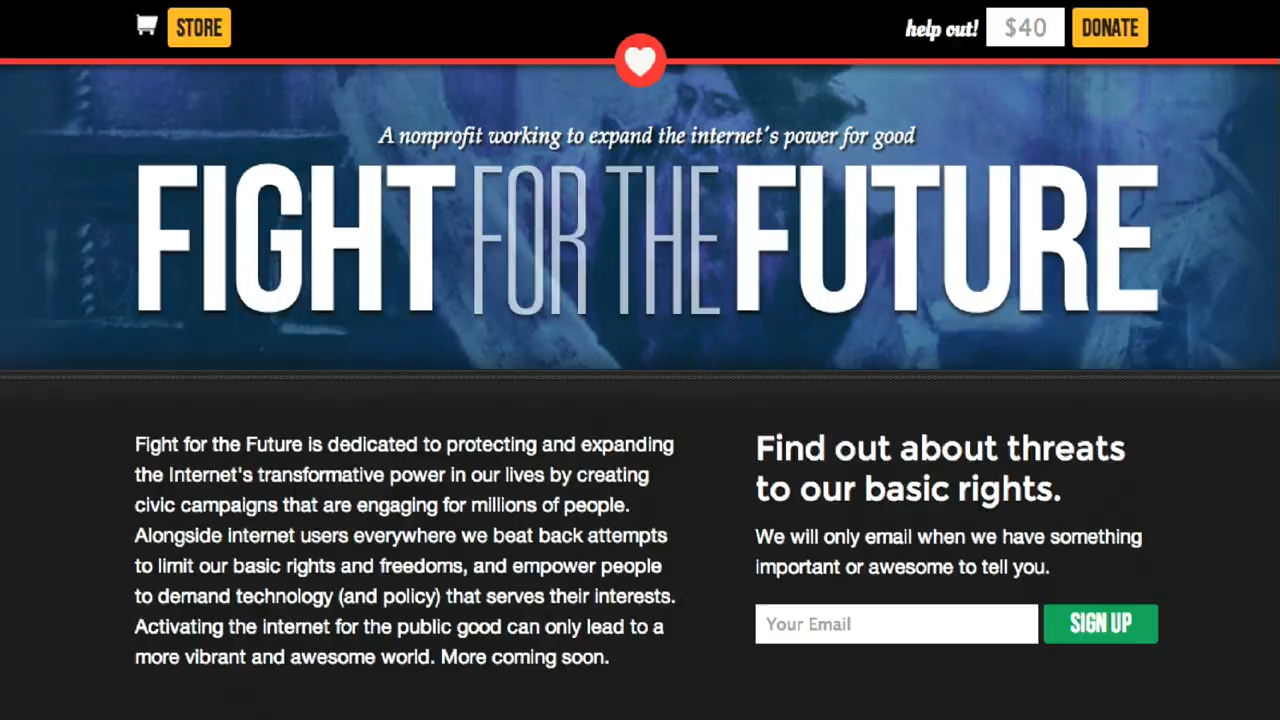 STORE
help out! $40 DONATE
A nonprofit working to expand the internet's power for good
FIGHT FOR THE FUTURE
Fight for the Future is dedicated to protecting and expanding
the Internet's transformative power in our lives by creating
civic campaigns that are engaging for millions of people.
Alongside internet users everywhere we beat back attempts
to limit our basic rights and freedoms, and empower people
to demand technology (and policy) that serves their interests.
Activating the internet for the public good can only lead to a
more vibrant and awesome world. More coming soon.
Find out about threats
to our basic rights.
We will only email when we have something
important or awesome to tell you.
Your Email
SIGN UP